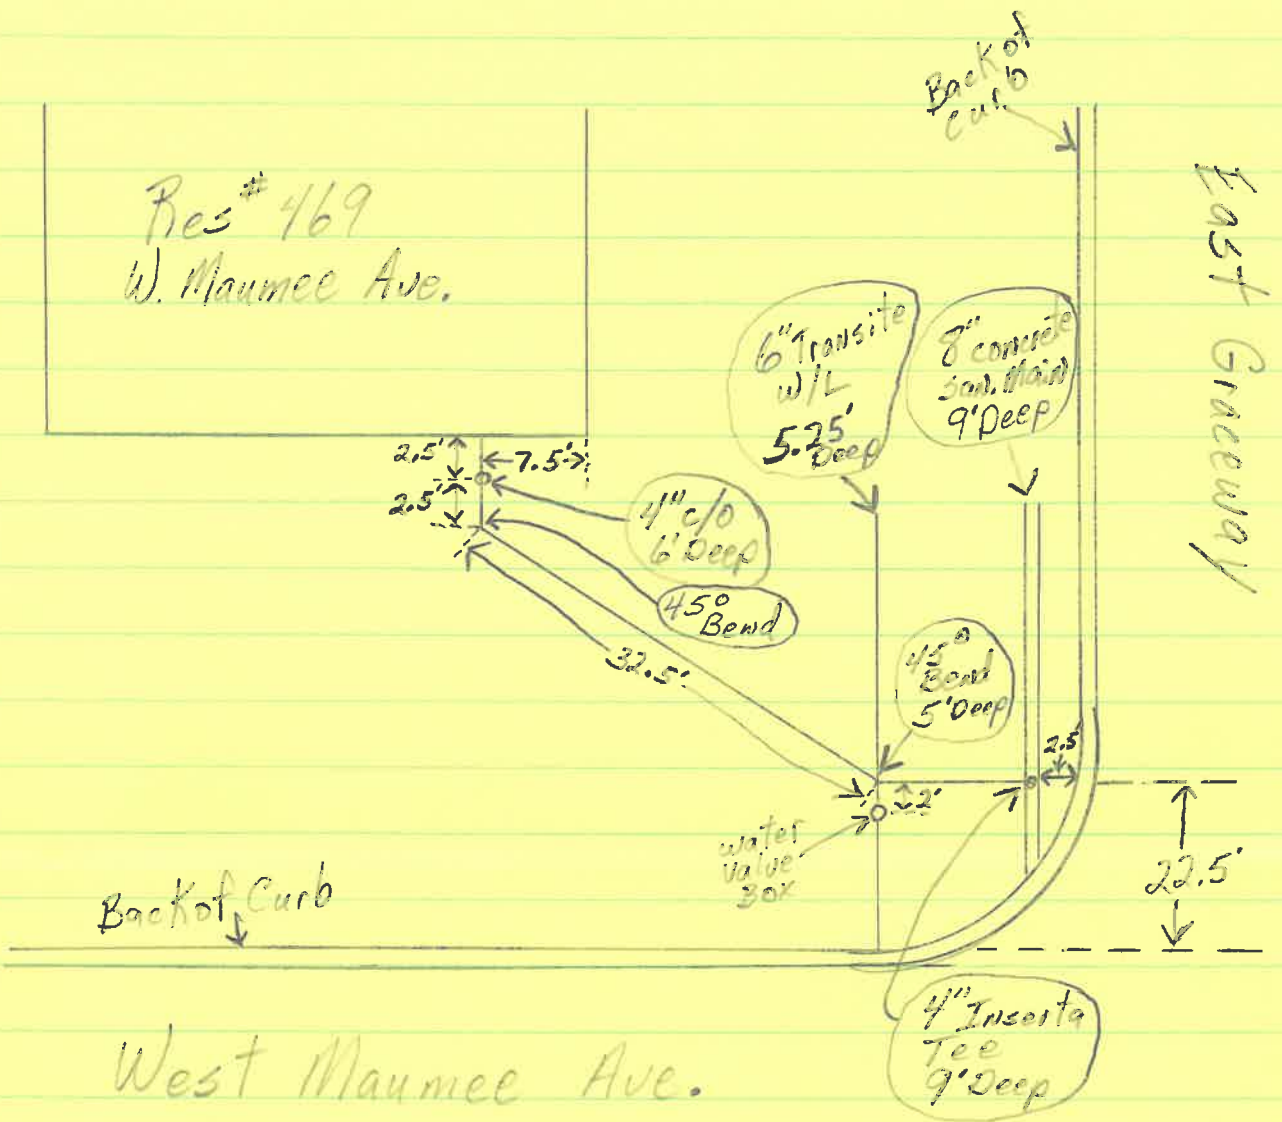 Back of
Curb
Res # 469
W. Maumee Ave.
East Graceway
6" Transite
W/L
5.25'
Deep
8" concrete
San. Main
9' Deep
2.5'
7.5'
2.5'
4" c/o
6' Deep
45°
Bend
32.5'
45°
Bend
5' Deep
2.5'
2'
water
Valve
Box
22.5'
Back of Curb
4" Inserta
Tee
9' Deep
West Maumee Ave.